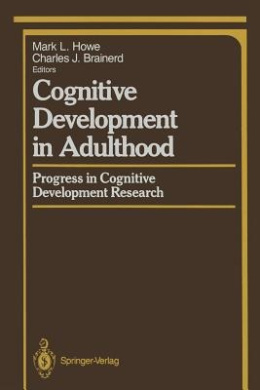 Mark L. Howe
Charles J. Brainerd
Editors
Cognitive
Development
in Adulthood
Progress in Cognitive
Development Research
Springer-Verlag